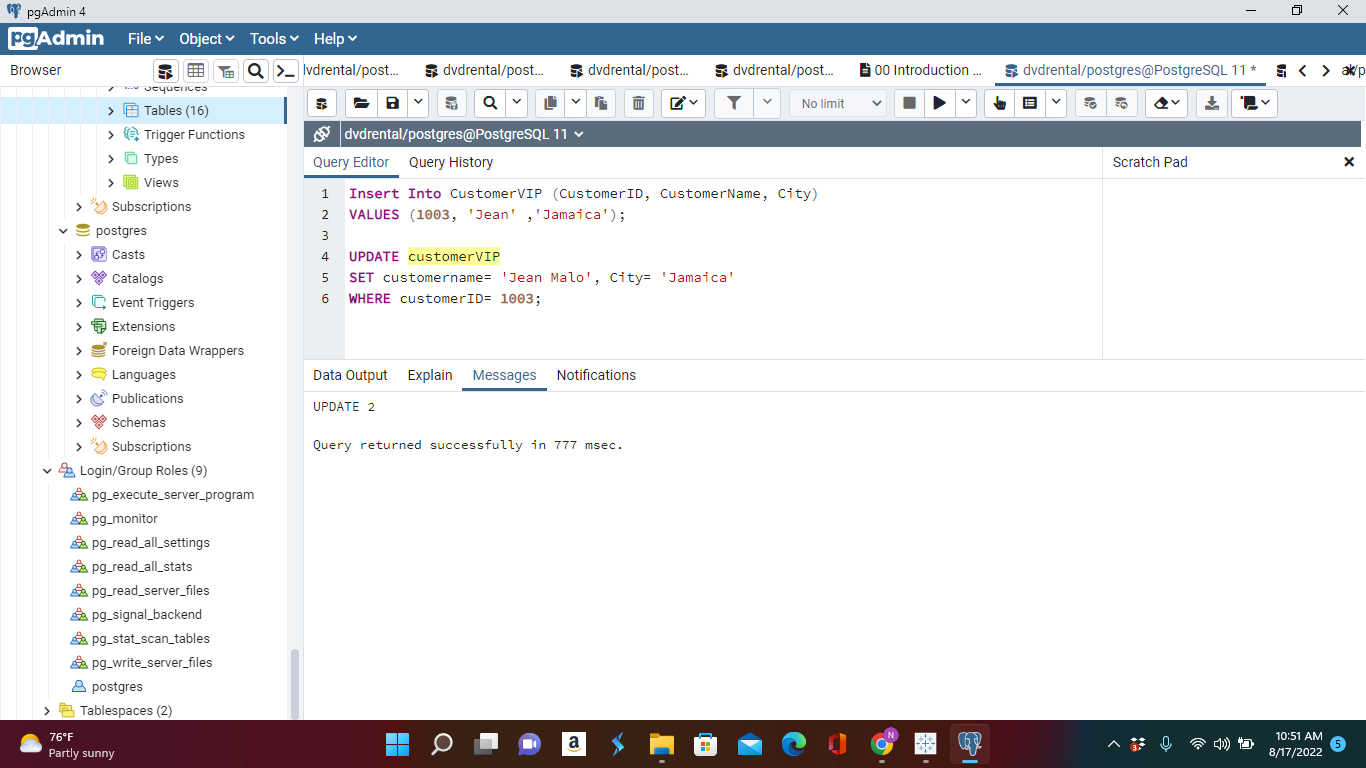 pgAdmin 4
pgAdmin File Object Tools Help
Browser
dvdrental/post... dvdrental/post... dvdrental/post... dvdrental/post... 00 Introduction ... dvdrental/postgres@PostgreSQL 11 *
No limit
dvdrental/postgres@PostgreSQL 11
Query Editor Query History
Scratch Pad
1 Insert Into CustomerVIP (CustomerID, CustomerName, City)
2 VALUES (1003, 'Jean' ,'Jamaica');
3
4 UPDATE customerVIP
5 SET customername= 'Jean Malo', City= 'Jamaica'
6 WHERE customerID= 1003;
Data Output Explain Messages Notifications
UPDATE 2
Query returned successfully in 777 msec.
Sequences
Tables (16)
Trigger Functions
Types
Views
Subscriptions
postgres
Casts
Catalogs
Event Triggers
Extensions
Foreign Data Wrappers
Languages
Publications
Schemas
Subscriptions
Login/Group Roles (9)
pg_execute_server_program
pg_monitor
pg_read_all_settings
pg_read_all_stats
pg_read_server_files
pg_signal_backend
pg_stat_scan_tables
pg_write_server_files
postgres
Tablespaces (2)
76°F
Partly sunny
a
N
10:51 AM
8/17/2022
5